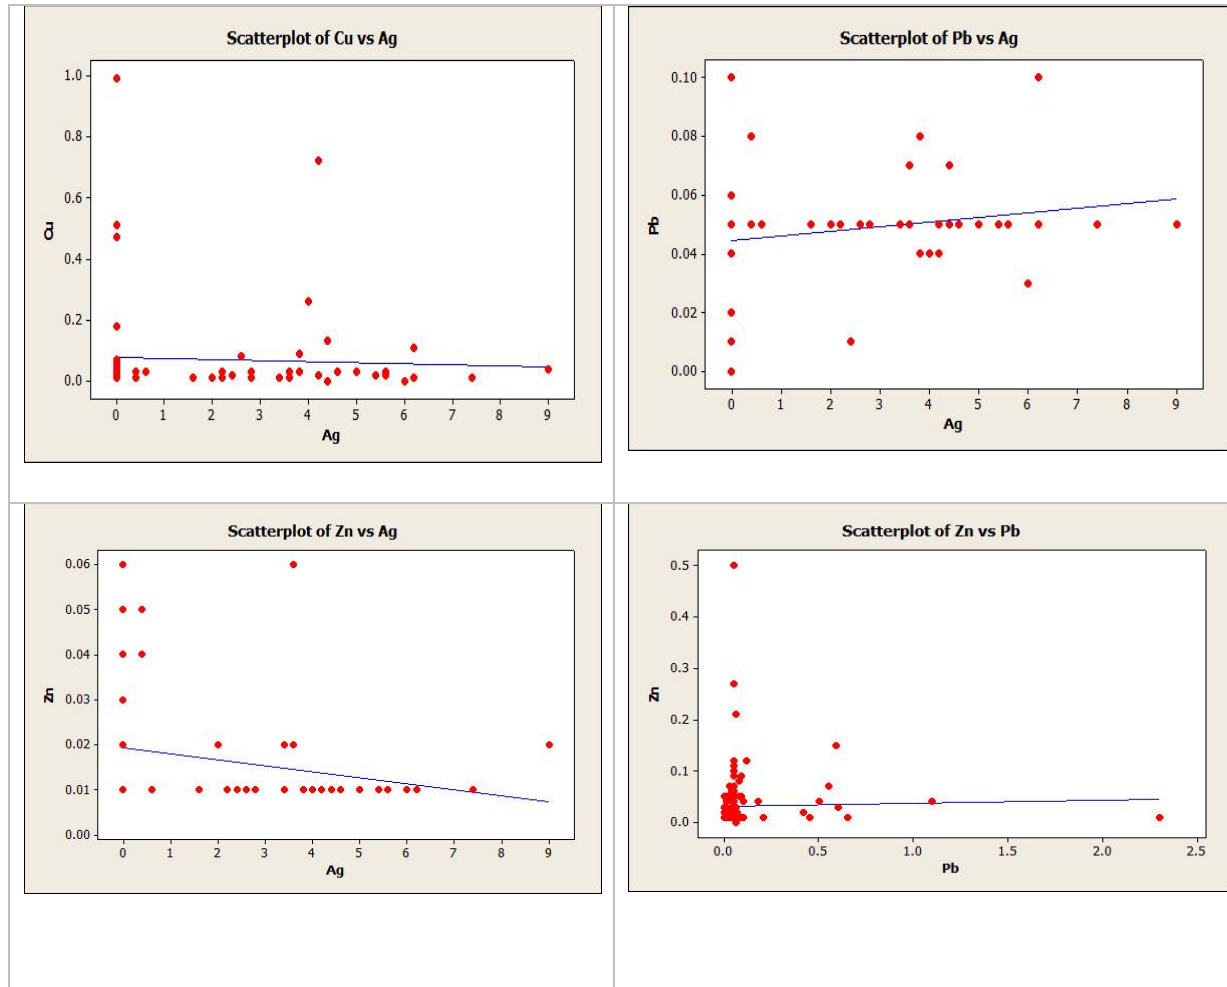 Scatterplot of Cu vs Ag
1.0
0.8
0.6
0.4
0.2
0.0
Cu
0 1 2 3 4 5 6 7 8 9
Ag
Scatterplot of Pb vs Ag
0.10
0.08
0.06
0.04
0.02
0.00
Pb
0 1 2 3 4 5 6 7 8 9
Ag
Scatterplot of Zn vs Ag
0.06
0.05
0.04
0.03
0.02
0.01
0.00
Zn
0 1 2 3 4 5 6 7 8 9
Ag
Scatterplot of Zn vs Pb
0.5
0.4
0.3
0.2
0.1
0.0
Zn
0.0 0.5 1.0 1.5 2.0 2.5
Pb